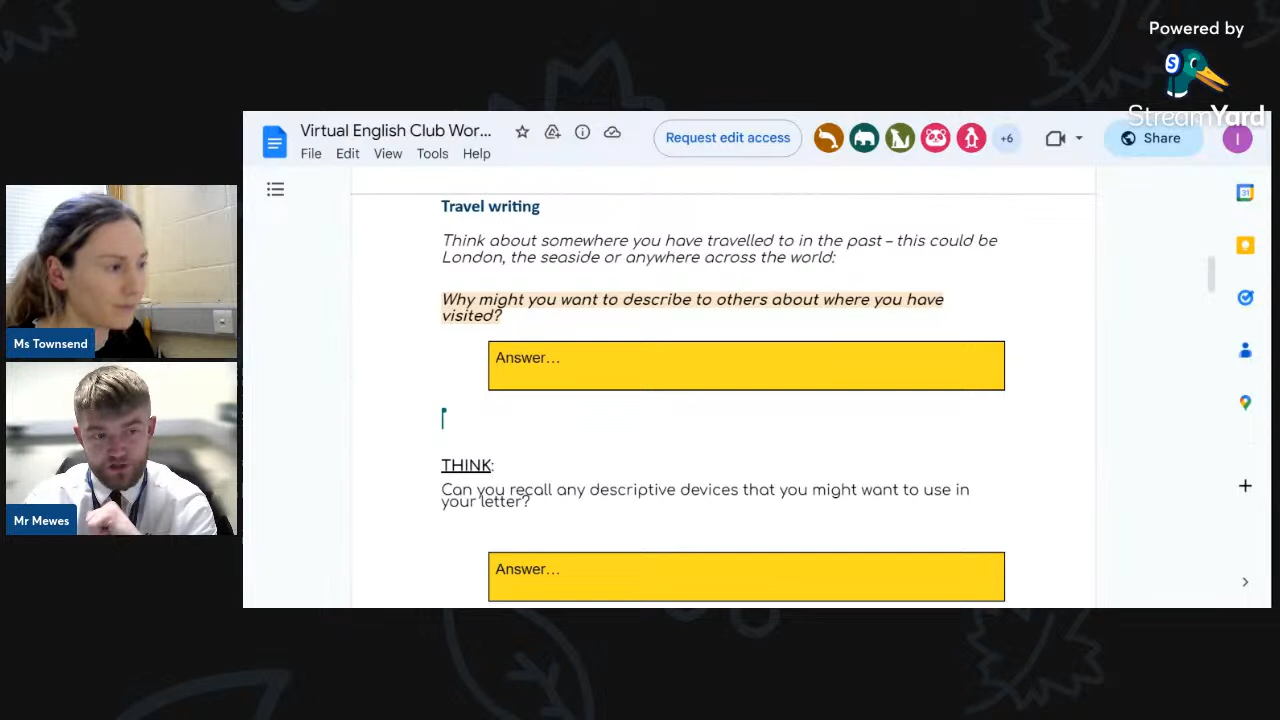 Powered by
StreamYard
Virtual English Club Wor...
Request edit access
+6
Share
I
File Edit View Tools Help
31
Travel writing
Think about somewhere you have travelled to in the past – this could be
London, the seaside or anywhere across the world:
Why might you want to describe to others about where you have
visited?
Answer…
THINK:
Can you recall any descriptive devices that you might want to use in
your letter?
Answer…
Ms Townsend
Mr Mewes